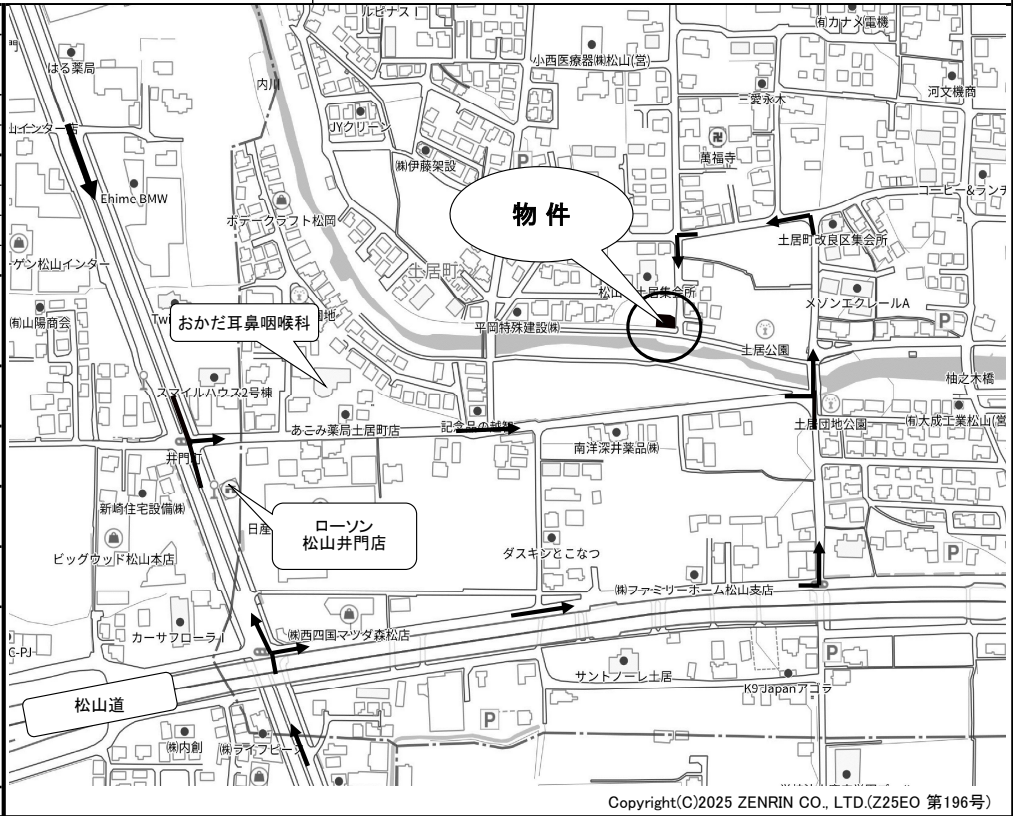 ルピナスⅠ
㈲カナメ電機
小西医療器㈱松山(営)
はる薬局
内川
三愛永木
河文機商
山インター店
JYクリーン
㈱伊藤架設
P
萬福寺
Ehime BMW
コーヒー&ランチ
ボデークラフト松岡
物 件
土居町改良区集会所
ーゲン松山インター
土居町
松山
土居集会所
メゾンエクレールA
㈲山陽商会
Tw
おかだ耳鼻咽喉科
団地
平岡特殊建設㈱
P
土居公園
柚之木橋
スマイルハウス2号棟
あこみ薬局土居町店
記念品の越智
土居団地公園
㈲大成工業松山(営
南洋深井薬品㈱
井門町
新崎住宅設備㈱
日産
ローソン
松山井門店
ビッグウッド松山本店
ダスキンとこなつ
P
㈱ファミリーホーム松山支店
カーサフローラⅠ
㈱西四国マツダ森松店
C-PJ
サントノーレ土居
P
K9 Japanアゴラ
松山道
P
㈱内創
㈱ライフビーン
Copyright(C)2025 ZENRIN CO., LTD.(Z25EO 第196号)